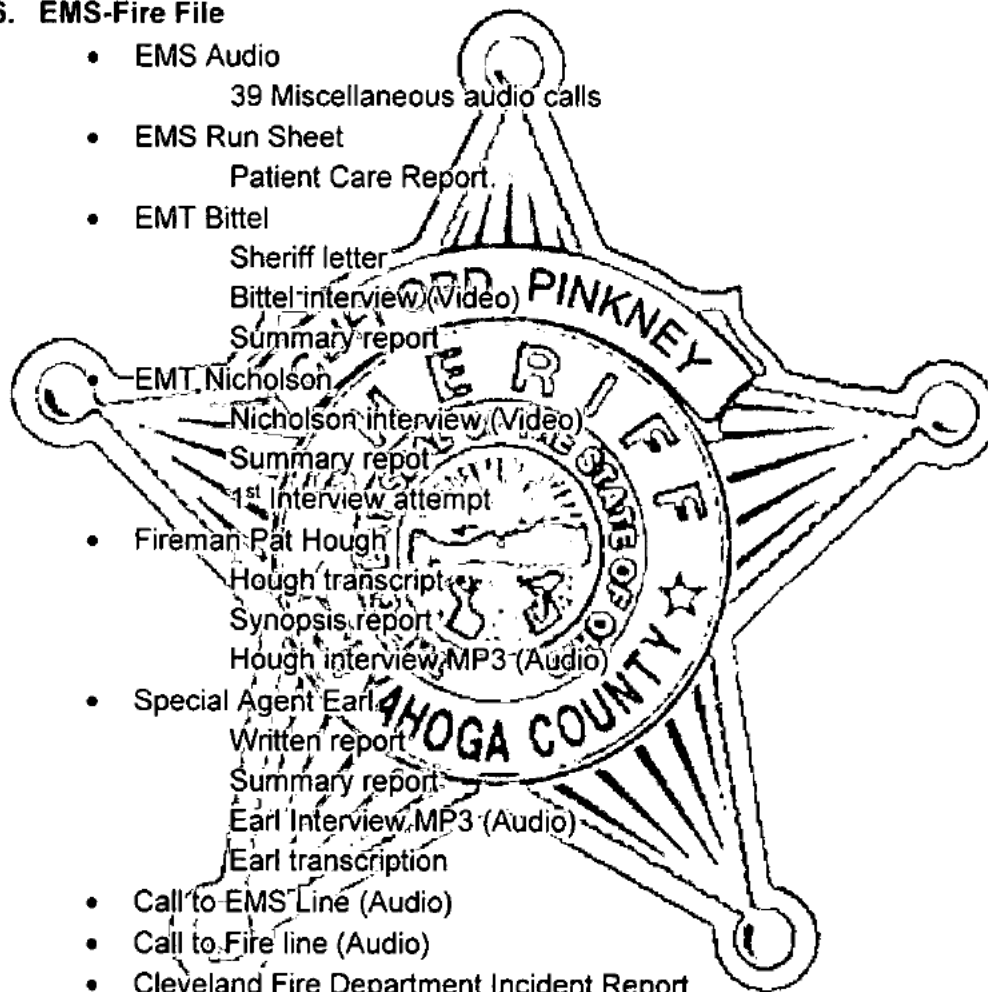 6. EMS-Fire File
• EMS Audio
39 Miscellaneous audio calls
• EMS Run Sheet
Patient Care Report.
• EMT Bittel
Sheriff letter
Bittel interview (Video)
Summary report
• EMT Nicholson
Nicholson interview (Video)
Summary repot
1st Interview attempt
• Fireman Pat Hough
Hough transcript
Synopsis report
Hough interview MP3 (Audio)
• Special Agent Earl
Written report
Summary report
Earl Interview MP3 (Audio)
Earl transcription
• Call to EMS Line (Audio)
• Call to Fire line (Audio)
• Cleveland Fire Department Incident Report
PINKNEY
ERIFF
STATE OF O
AHOGA COUNTY